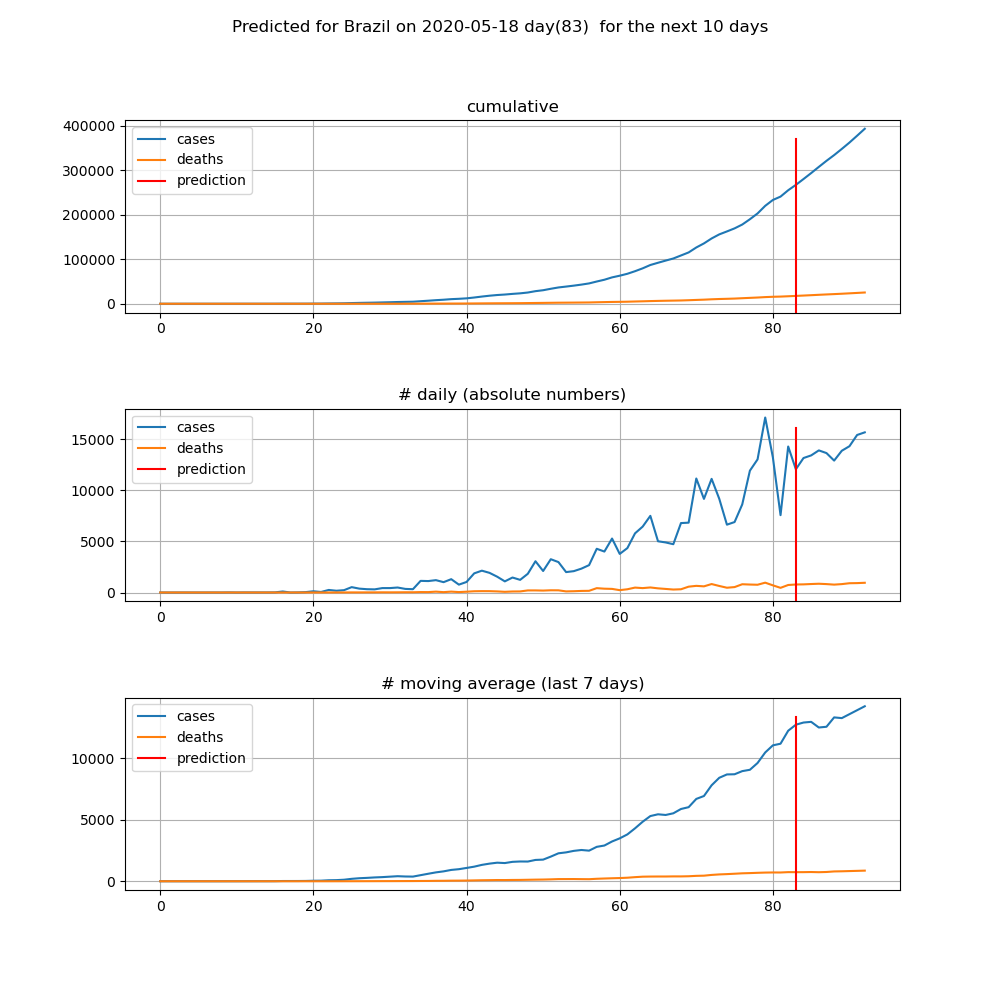 Predicted for Brazil on 2020-05-18 day(83)  for the next 10 days
cumulative
400000
300000
200000
100000
0
cases
deaths
prediction
0 20 40 60 80
# daily (absolute numbers)
15000
10000
5000
0
cases
deaths
prediction
0 20 40 60 80
# moving average (last 7 days)
10000
5000
0
cases
deaths
prediction
0 20 40 60 80